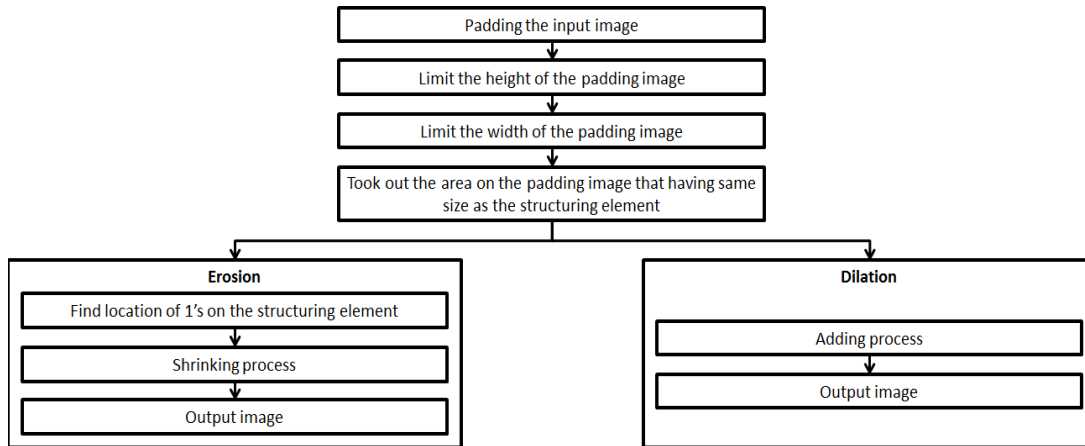 Padding the input image
Limit the height of the padding image
Limit the width of the padding image
Took out the area on the padding image that having same
size as the structuring element
Erosion
Find location of 1's on the structuring element
Shrinking process
Output image
Dilation
Adding process
Output image